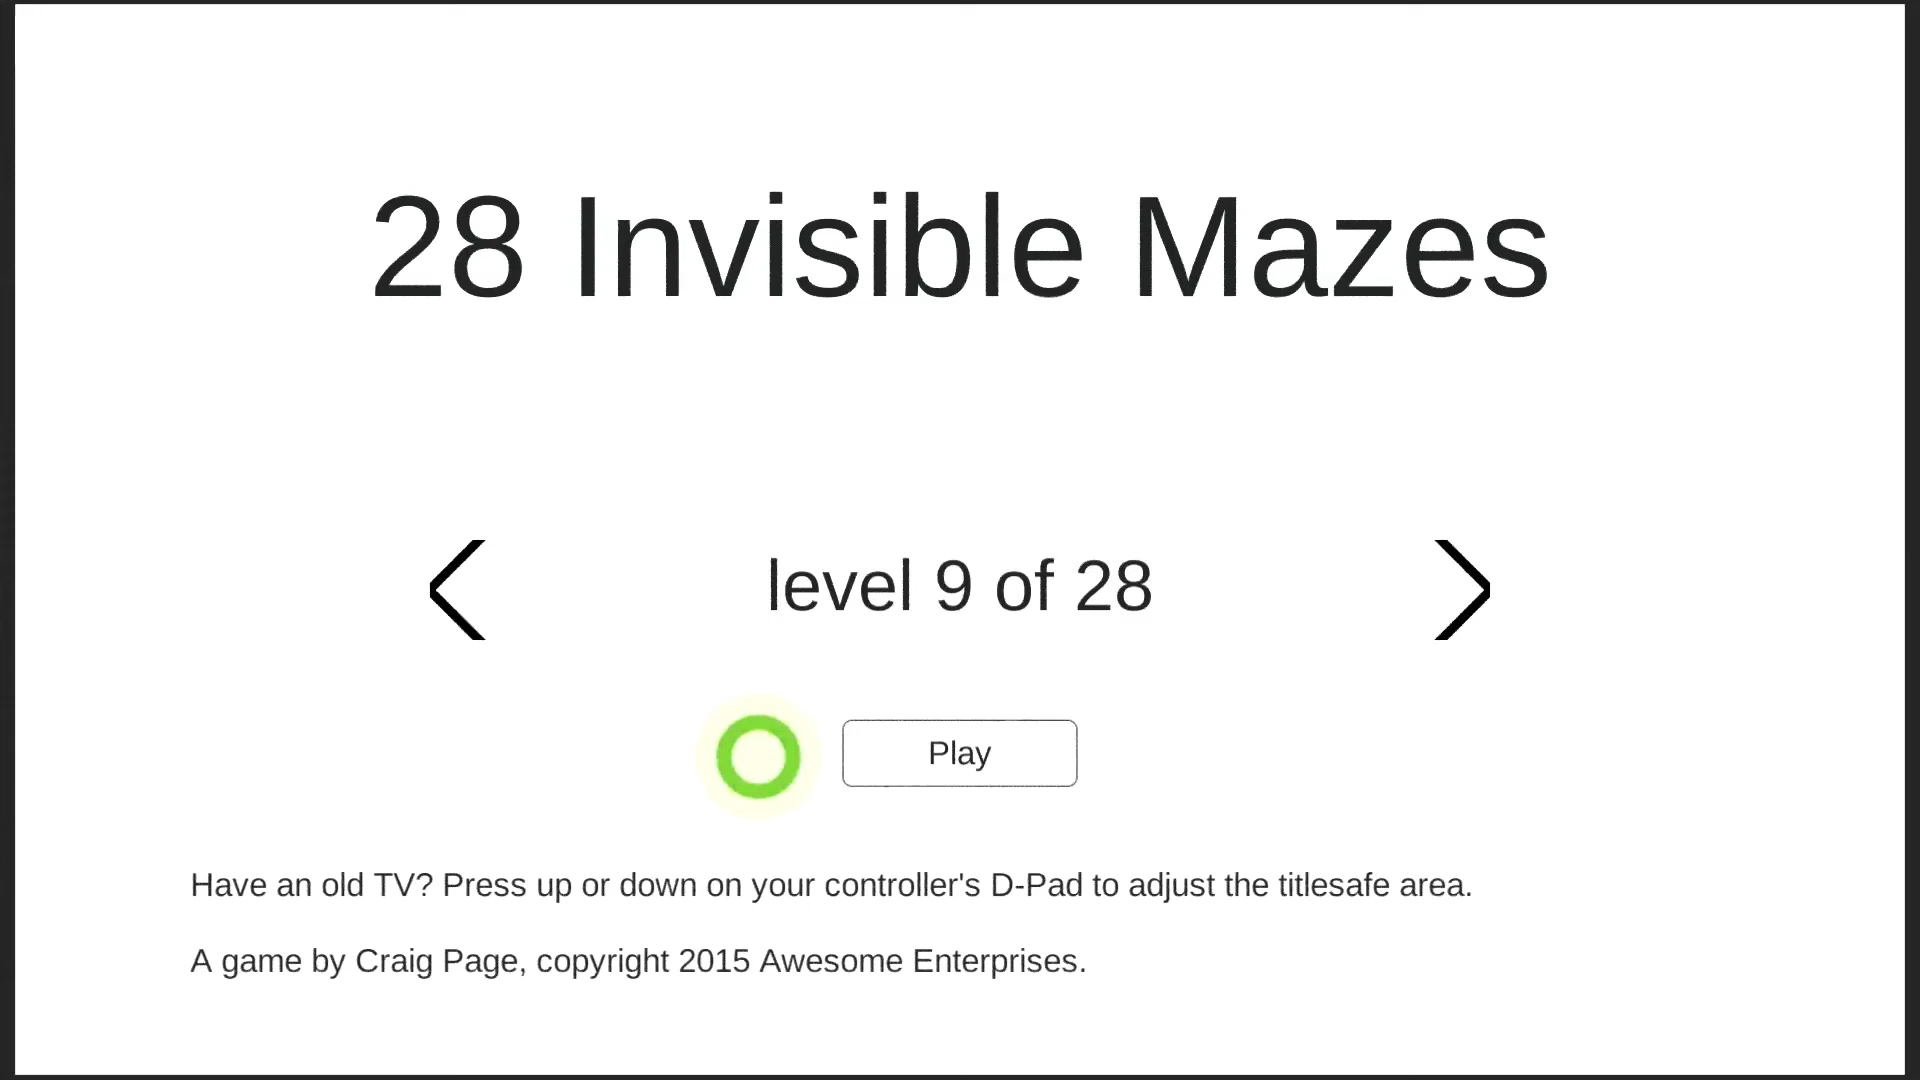 28 Invisible Mazes
level 9 of 28
Play
Have an old TV? Press up or down on your controller's D-Pad to adjust the titlesafe area.
A game by Craig Page, copyright 2015 Awesome Enterprises.